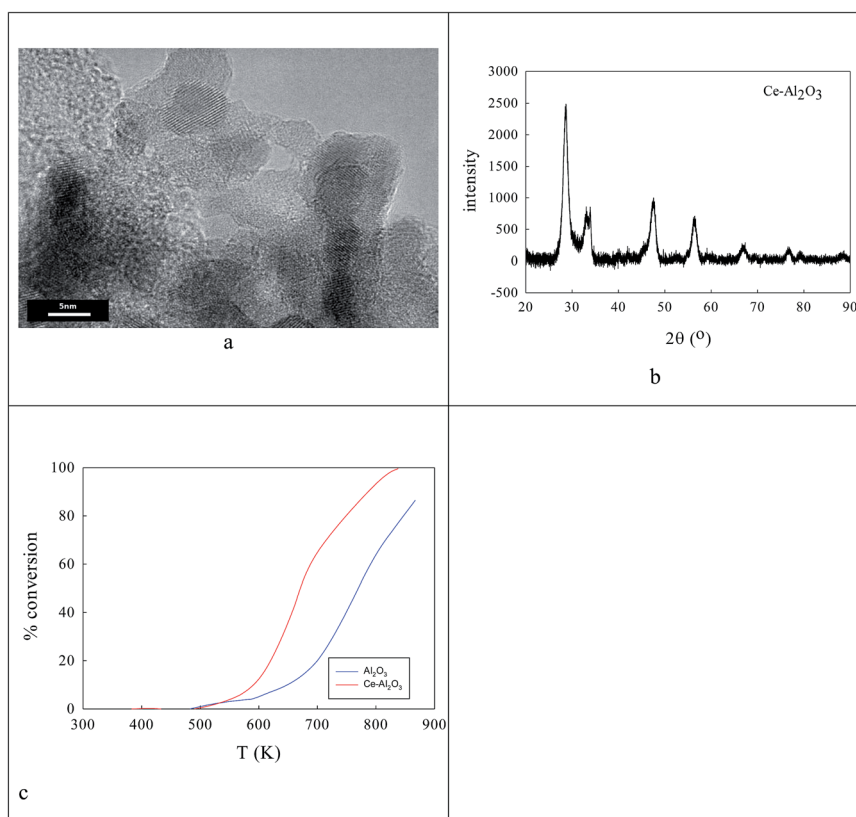 5nm
a
3000
2500
2000
1500
1000
500
0
-500
intensity
Ce-Al₂O₃
20 30 40 50 60 70 80 90
2θ (º)
b
100
80
60
40
20
0
% conversion
Al₂O₃
Ce-Al₂O₃
300 400 500 600 700 800 900
T (K)
c